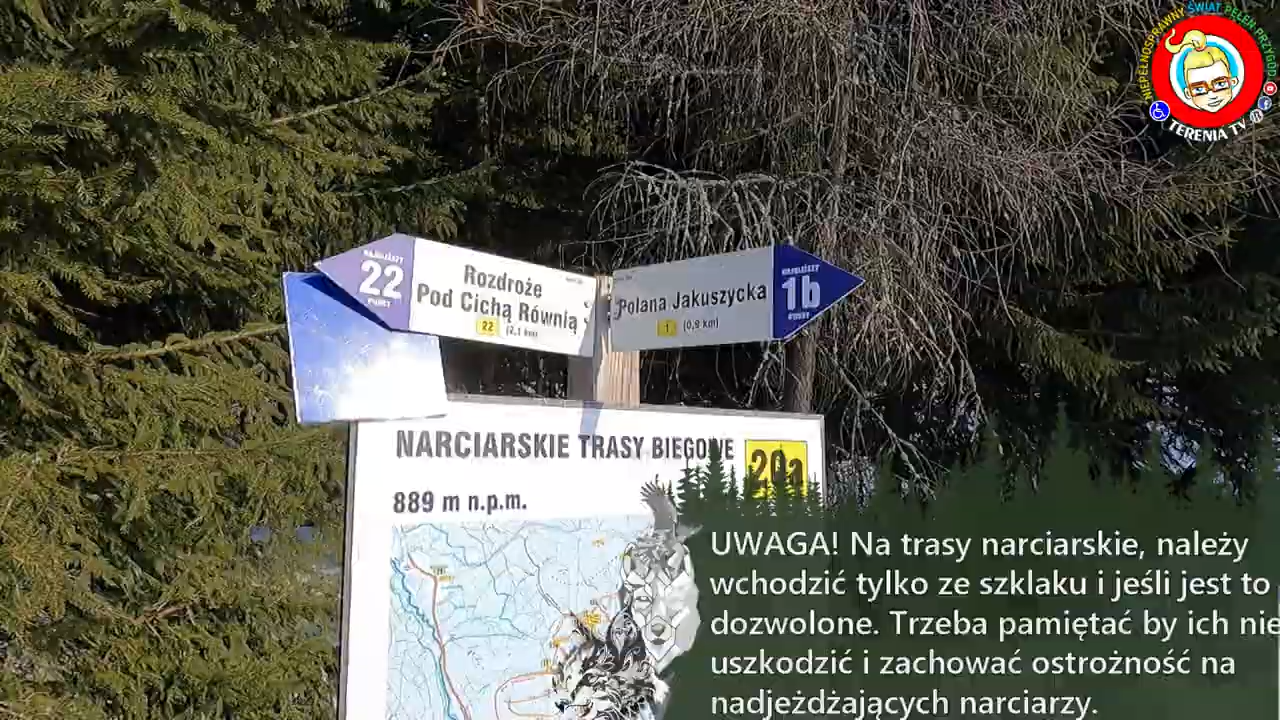 NIEPEŁNOSPRAWNY ŚWIAT PEŁEN PRZYGÓD
TERENIA TV
NAJBLIŻSZY
22
PUNKT
Rozdroże
Pod Cichą Równią
22 (2,1 km)
Polana Jakuszycka
1 (0,9 km)
NAJBLIŻSZY
1b
PUNKT
NARCIARSKIE TRASY BIEGOWE
20a
889 m n.p.m.
UWAGA! Na trasy narciarskie, należy
wchodzić tylko ze szklaku i jeśli jest to
dozwolone. Trzeba pamiętać by ich nie
uszkodzić i zachować ostrożność na
nadjeżdżających narciarzy.